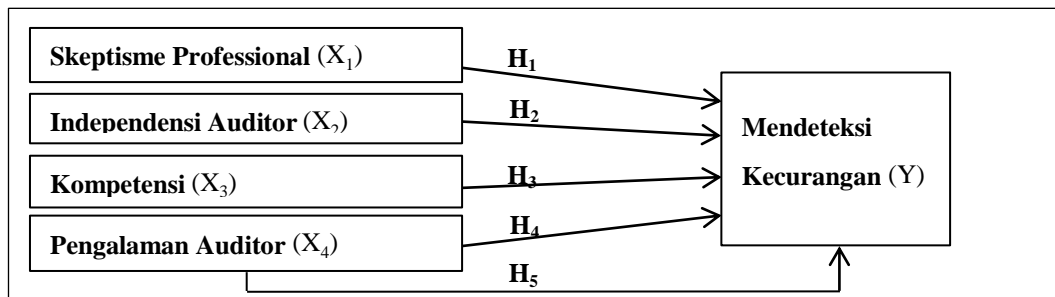 Skeptisme Professional (X₁)
H₁
Independensi Auditor (X₂)
H₂
Mendeteksi
Kecurangan (Y)
Kompetensi (X₃)
H₃
Pengalaman Auditor (X₄)
H₄
H₅